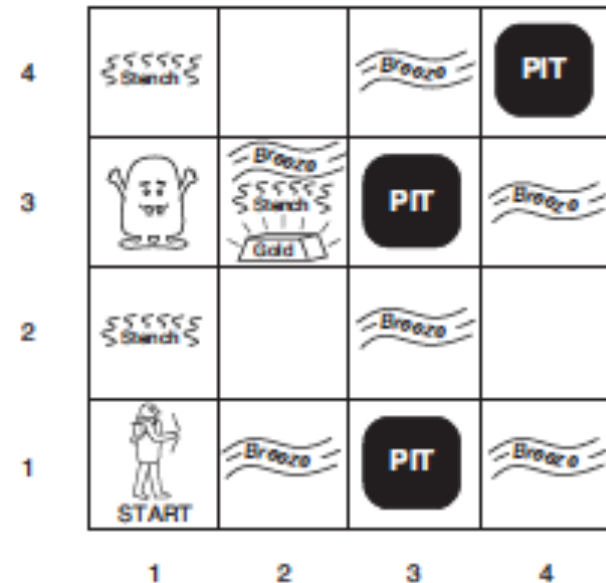 4 Stench Breeze PIT
3 Breeze Stench Gold PIT Breeze
2 Stench Breeze
1 START Breeze PIT Breeze
1 2 3 4